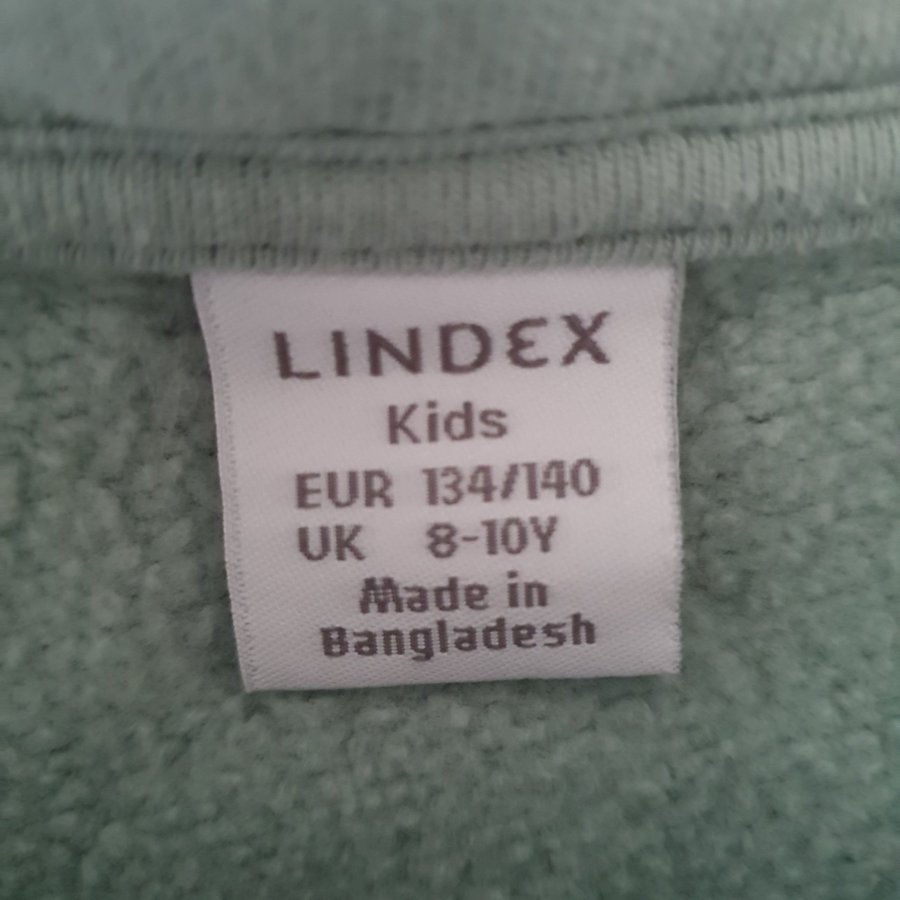 LINDEX
Kids
EUR 134/140
UK 8-10Y
Made in
Bangladesh